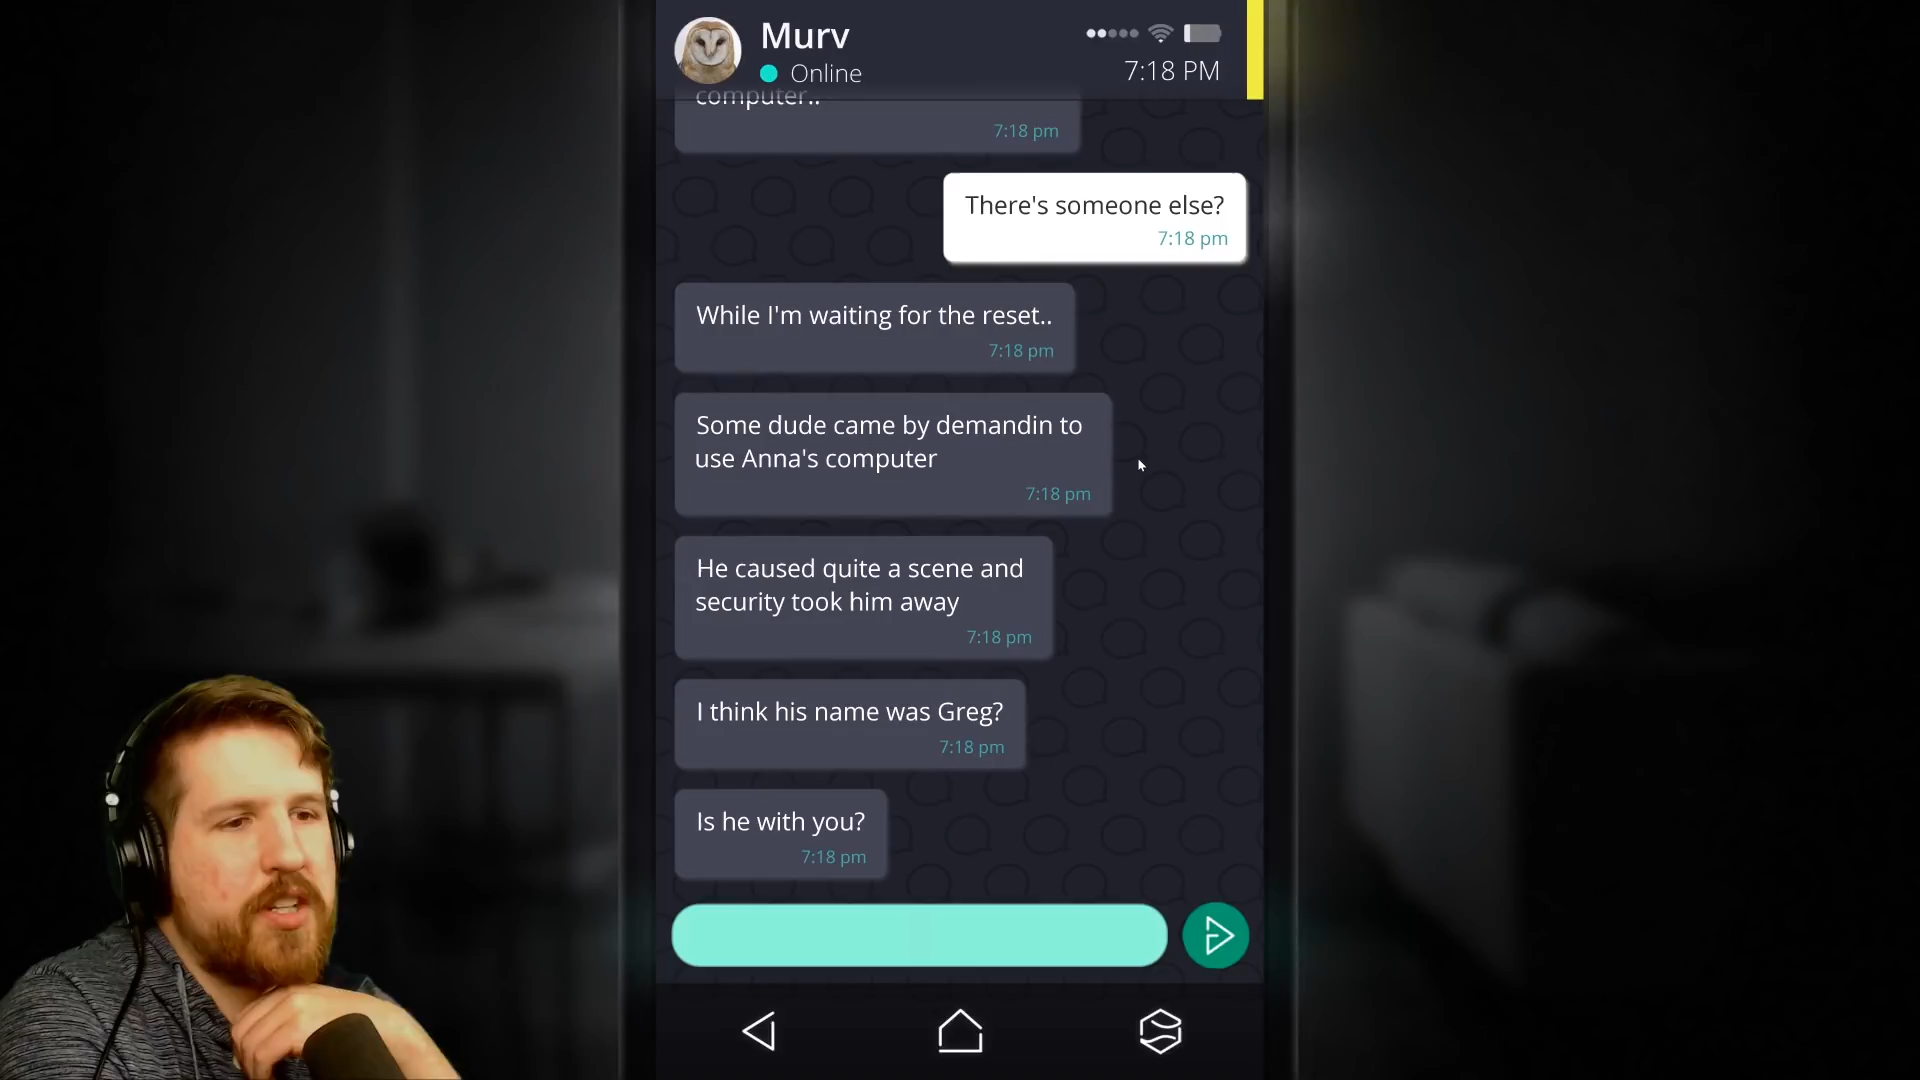 Murv
Online
7:18 PM
computer..
7:18 pm
There's someone else?
7:18 pm
While I'm waiting for the reset..
7:18 pm
Some dude came by demandin to
use Anna's computer
7:18 pm
He caused quite a scene and
security took him away
7:18 pm
I think his name was Greg?
7:18 pm
Is he with you?
7:18 pm